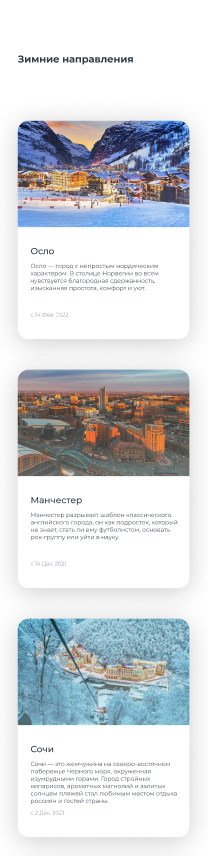 Зимние направления
Осло
Осло — город с непростым нордическим
характером. В столице Норвегии во всем
чувствуется благородная сдержанность,
изысканная простота, комфорт и уют.
с 14 Фев. 2022
Манчестер
Манчестер разрывает шаблон классического
английского города, он как подросток, который
не знает, стать ли ему футболистом, основать
рок-группу или уйти в науку.
с 14 Дек. 2021
Сочи
Сочи — это жемчужина на северо-восточном
побережье Черного моря, окруженная
изумрудными горами. Город стройных
кипарисов, ароматных магнолий и залитых
солнцем пляжей стал любимым местом отдыха
россиян и гостей страны.
с 2 Дек. 2021